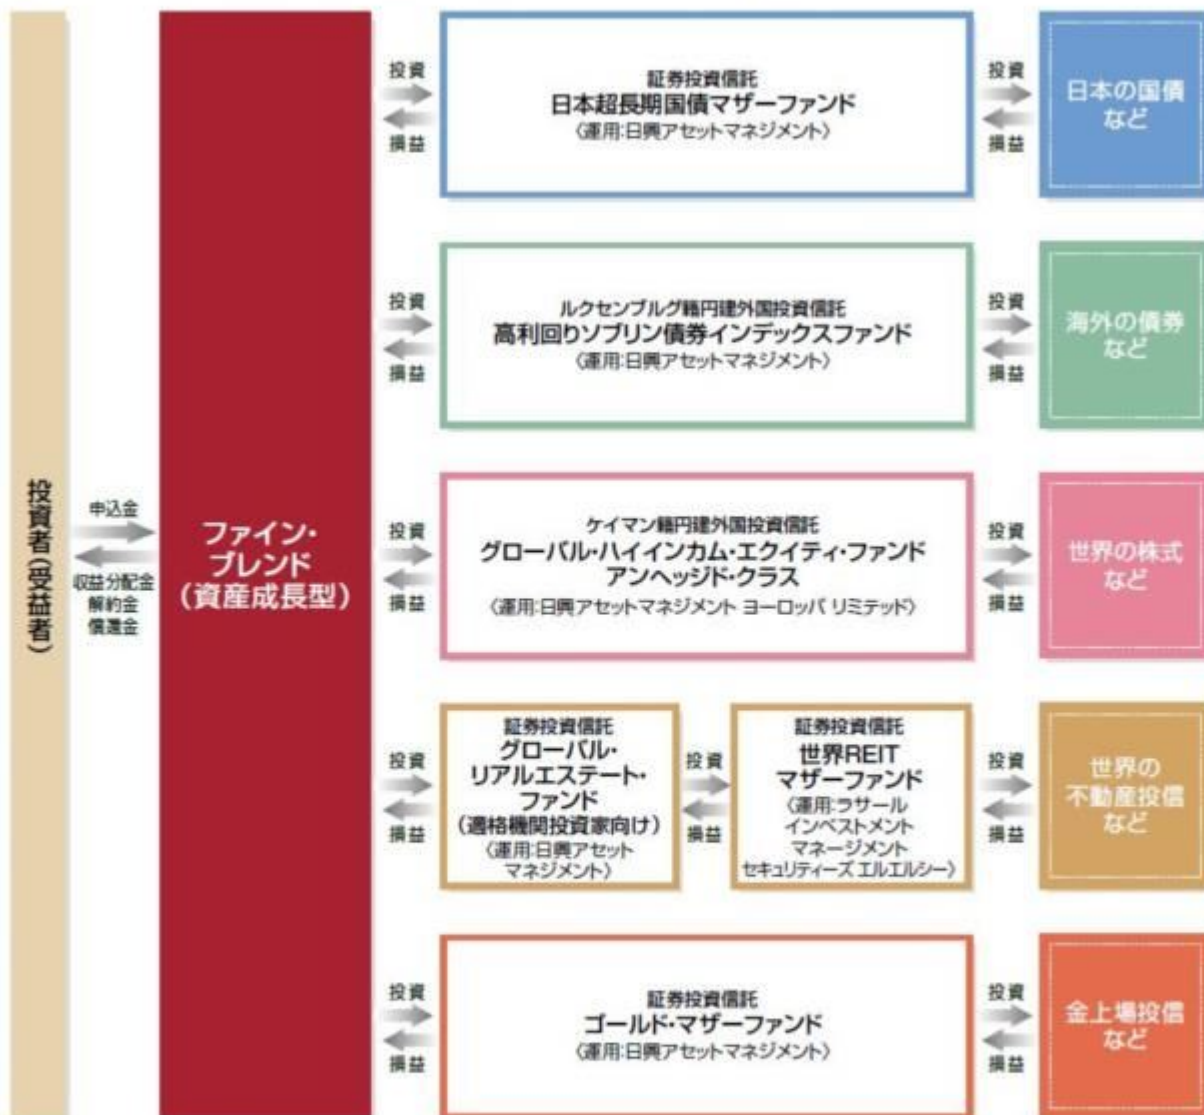 投資者（受益者）
申込金
収益分配金
解約金
償還金
ファイン・
ブレンド
（資産成長型）
投資
損益
証券投資信託
日本超長期国債マザーファンド
〈運用:日興アセットマネジメント〉
投資
損益
日本の国債
など
投資
損益
ルクセンブルグ籍円建外国投資信託
高利回りソブリン債券インデックスファンド
〈運用:日興アセットマネジメント〉
投資
損益
海外の債券
など
投資
損益
ケイマン籍円建外国投資信託
グローバル・ハイインカム・エクイティ・ファンド
アンヘッジド・クラス
〈運用:日興アセットマネジメント ヨーロッパ リミテッド〉
投資
損益
世界の株式
など
投資
損益
証券投資信託
グローバル・
リアルエステート・
ファンド
（適格機関投資家向け）
〈運用:日興アセット
マネジメント〉
投資
損益
証券投資信託
世界REIT
マザーファンド
〈運用:ラサール
インベストメント
マネージメント
セキュリティーズ エルエルシー〉
投資
損益
世界の
不動産投信
など
投資
損益
証券投資信託
ゴールド・マザーファンド
〈運用:日興アセットマネジメント〉
投資
損益
金上場投信
など